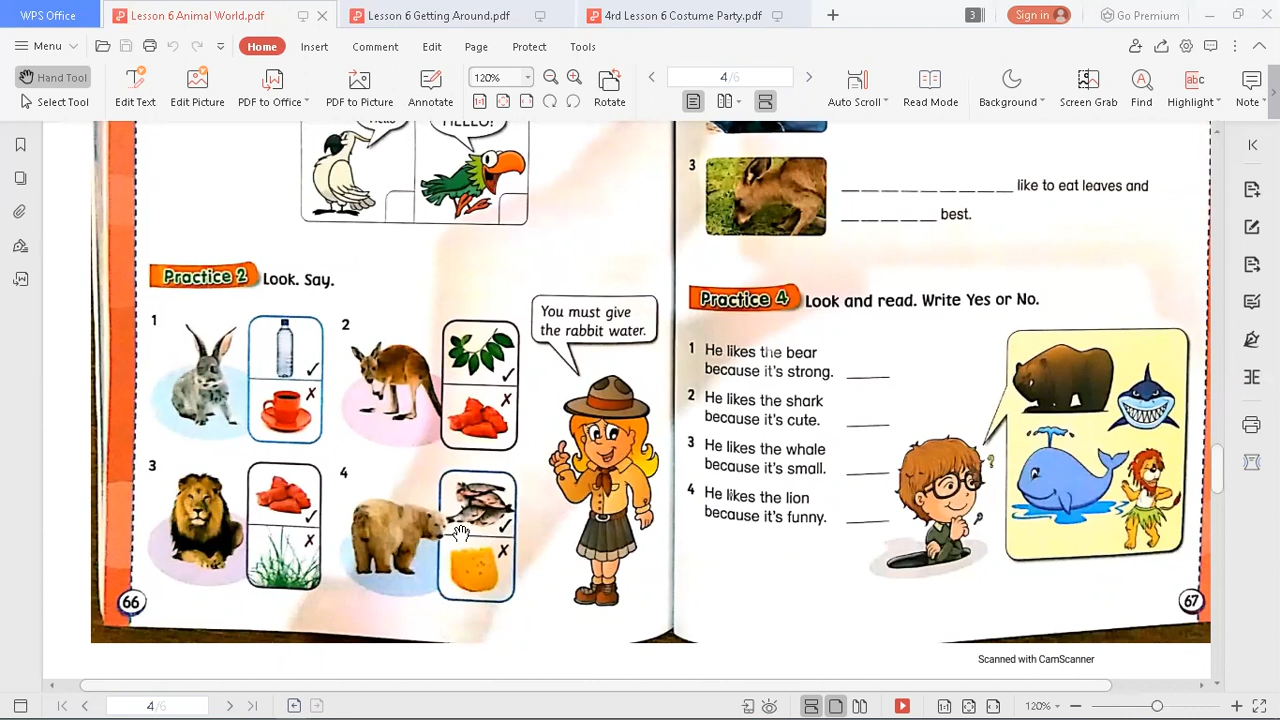 WPS Office
Lesson 6 Animal World.pdf
Lesson 6 Getting Around.pdf
4rd Lesson 6 Costume Party.pdf
3
Sign in
Go Premium
Menu
Home
Insert
Comment
Edit
Page
Protect
Tools
Hand Tool
Select Tool
Edit Text
Edit Picture
PDF to Office
PDF to Picture
Annotate
120%
Rotate
4/6
Auto Scroll
Read Mode
Background
Screen Grab
Find
Highlight
Note
Hello
HELLO!
Practice 2 Look. Say.
1
2
3
4
You must give
the rabbit water.
66
3
_ _ _ _ _ _ _ _ _ like to eat leaves and
_ _ _ _ _ best.
Practice 4 Look and read. Write Yes or No.
1 He likes the bear
because it's strong. ____
2 He likes the shark
because it's cute. ____
3 He likes the whale
because it's small. ____
4 He likes the lion
because it's funny. ____
?
67
Scanned with CamScanner
4/6
120%